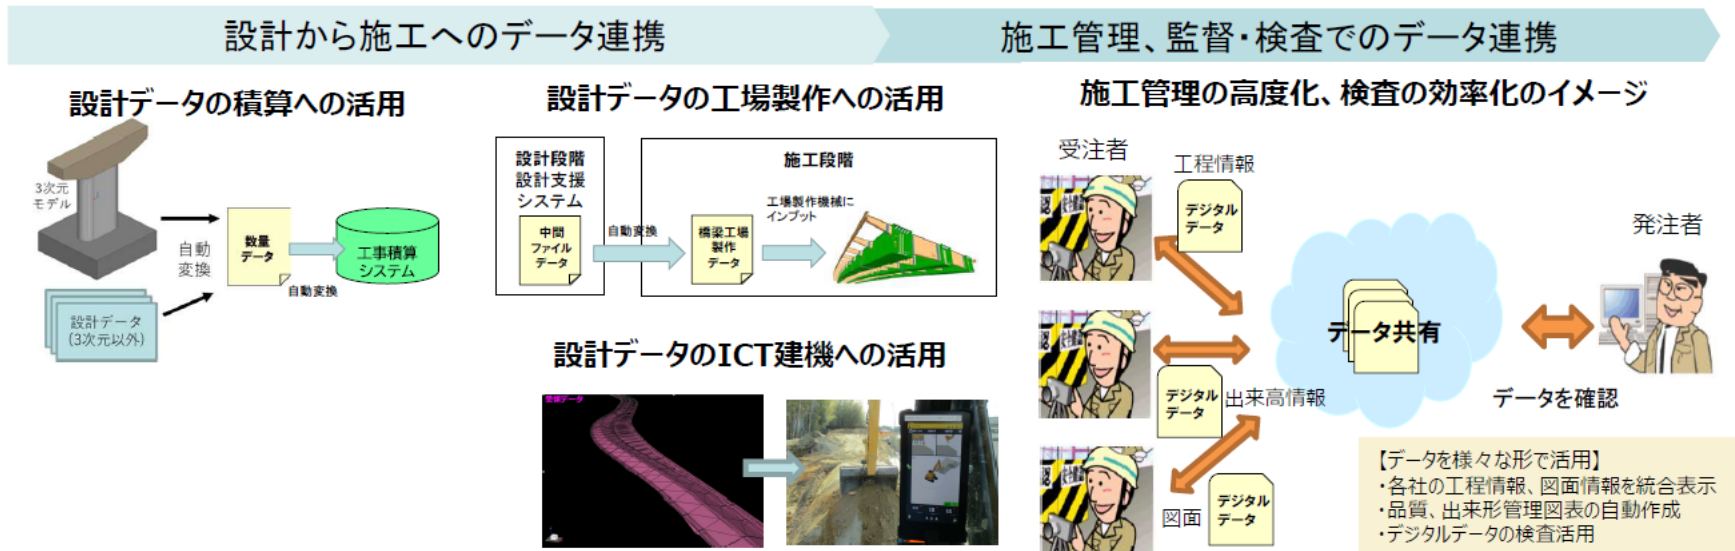 設計から施工へのデータ連携
施工管理、監督・検査でのデータ連携
設計データの積算への活用
3次元
モデル
自動
変換
数量
データ
自動変換
工事積算
システム
設計データ
(3次元以外)
設計データの工場製作への活用
設計段階
設計支援
システム
中間
ファイル
データ
自動変換
施工段階
橋梁工場
製作
データ
工場製作機械に
インプット
設計データのICT建機への活用
施工管理の高度化、検査の効率化のイメージ
受注者
工程情報
デジタル
データ
デジタル
データ
出来高情報
図面
デジタル
データ
データ共有
発注者
データを確認
【データを様々な形で活用】
・各社の工程情報、図面情報を統合表示
・品質、出来形管理図表の自動作成
・デジタルデータの検査活用